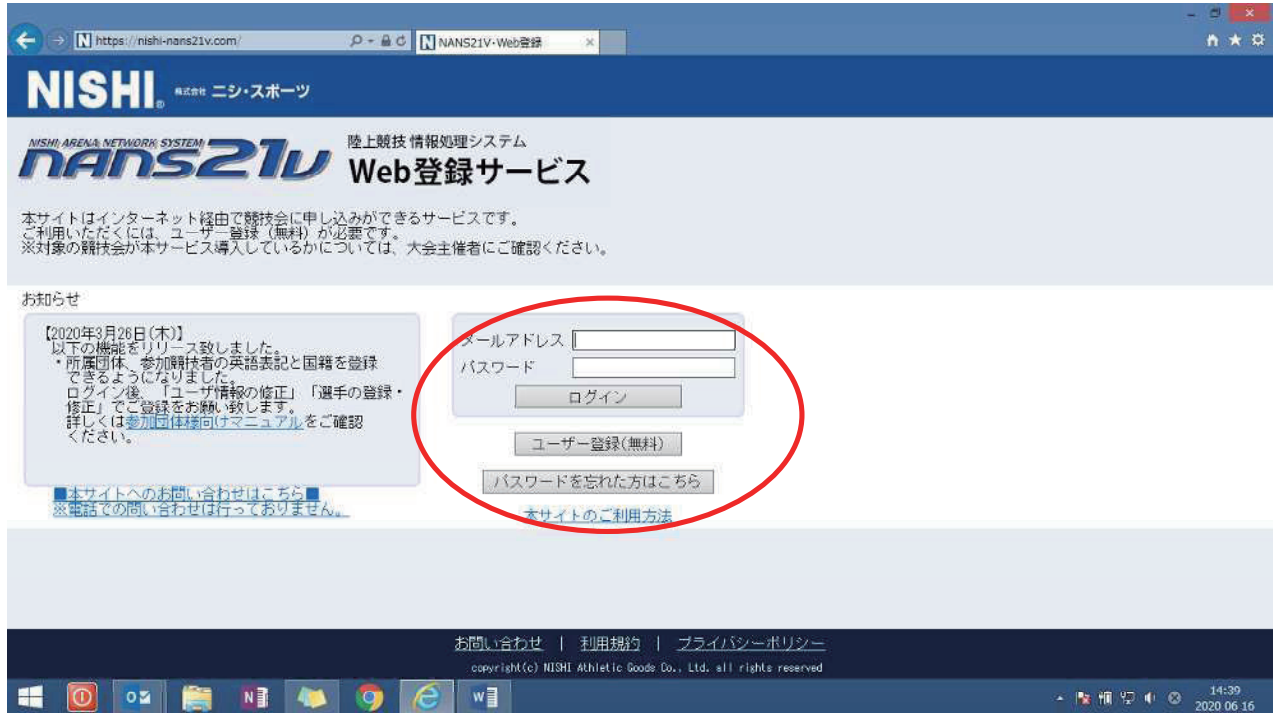 https://nishi-nans21v.com/
NANS21V・Web登録
NISHI® 株式会社 ニシ・スポーツ
NISHI ARENA NETWORK SYSTEM
nans21v
陸上競技 情報処理システム
Web登録サービス
本サイトはインターネット経由で競技会に申し込みができるサービスです。
ご利用いただくには、ユーザー登録（無料）が必要です。
※対象の競技会が本サービス導入しているかについては、大会主催者にご確認ください。
お知らせ
【2020年3月26日(木)】
以下の機能をリリース致しました。
・所属団体、参加競技者の英語表記と国籍を登録
できるようになりました。
ログイン後、「ユーザ情報の修正」「選手の登録・
修正」でご登録をお願い致します。
詳しくは参加団体様向けマニュアルをご確認
ください。
■本サイトへのお問い合わせはこちら■
※電話での問い合わせは行っておりません。
メールアドレス
パスワード
ログイン
ユーザー登録(無料)
パスワードを忘れた方はこちら
本サイトのご利用方法
お問い合わせ | 利用規約 | プライバシーポリシー
copyright(c) NISHI Athletic Goods Co., Ltd. all rights reserved
14:39
2020 06 16